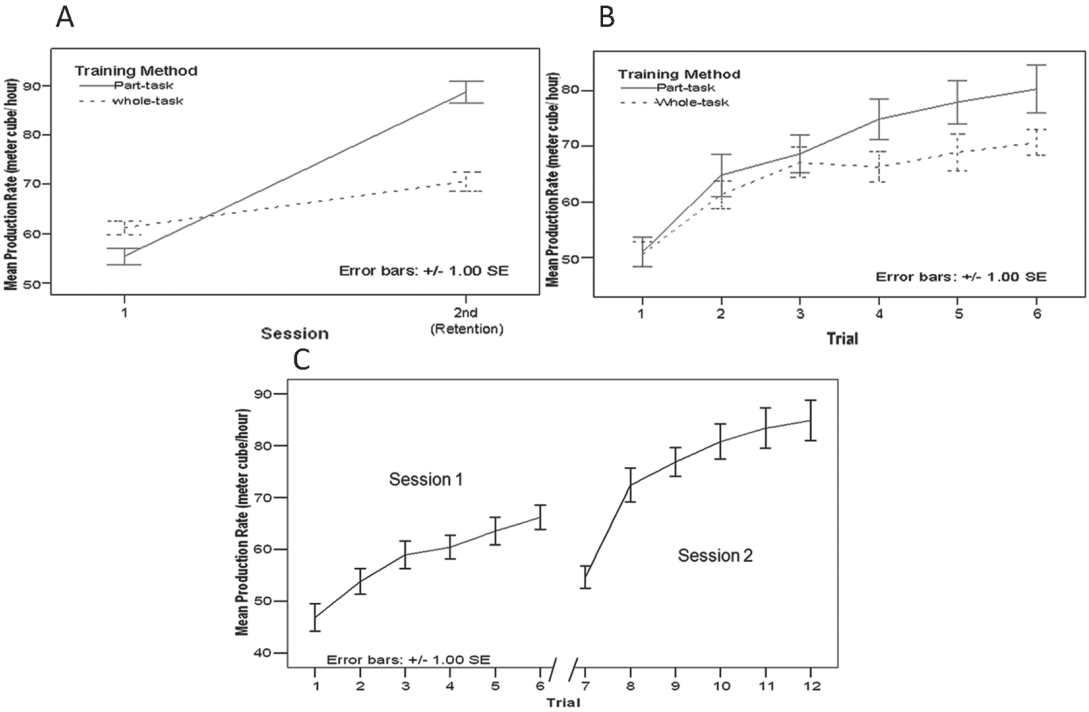 A
Mean Production Rate (meter cube/ hour)
90
80
70
60
50
Training Method
Part-task
whole-task
Error bars: +/- 1.00 SE
1
2nd
(Retention)
Session
B
Mean Production Rate (meter cube/hour)
80
70
60
50
Training Method
Part-task
Whole-task
Error bars: +/- 1.00 SE
1 2 3 4 5 6
Trial
C
Mean Production Rate (meter cube/hour)
90
80
70
60
50
40
Session 1
Session 2
Error bars: +/- 1.00 SE
1 2 3 4 5 6 7 8 9 10 11 12
Trial